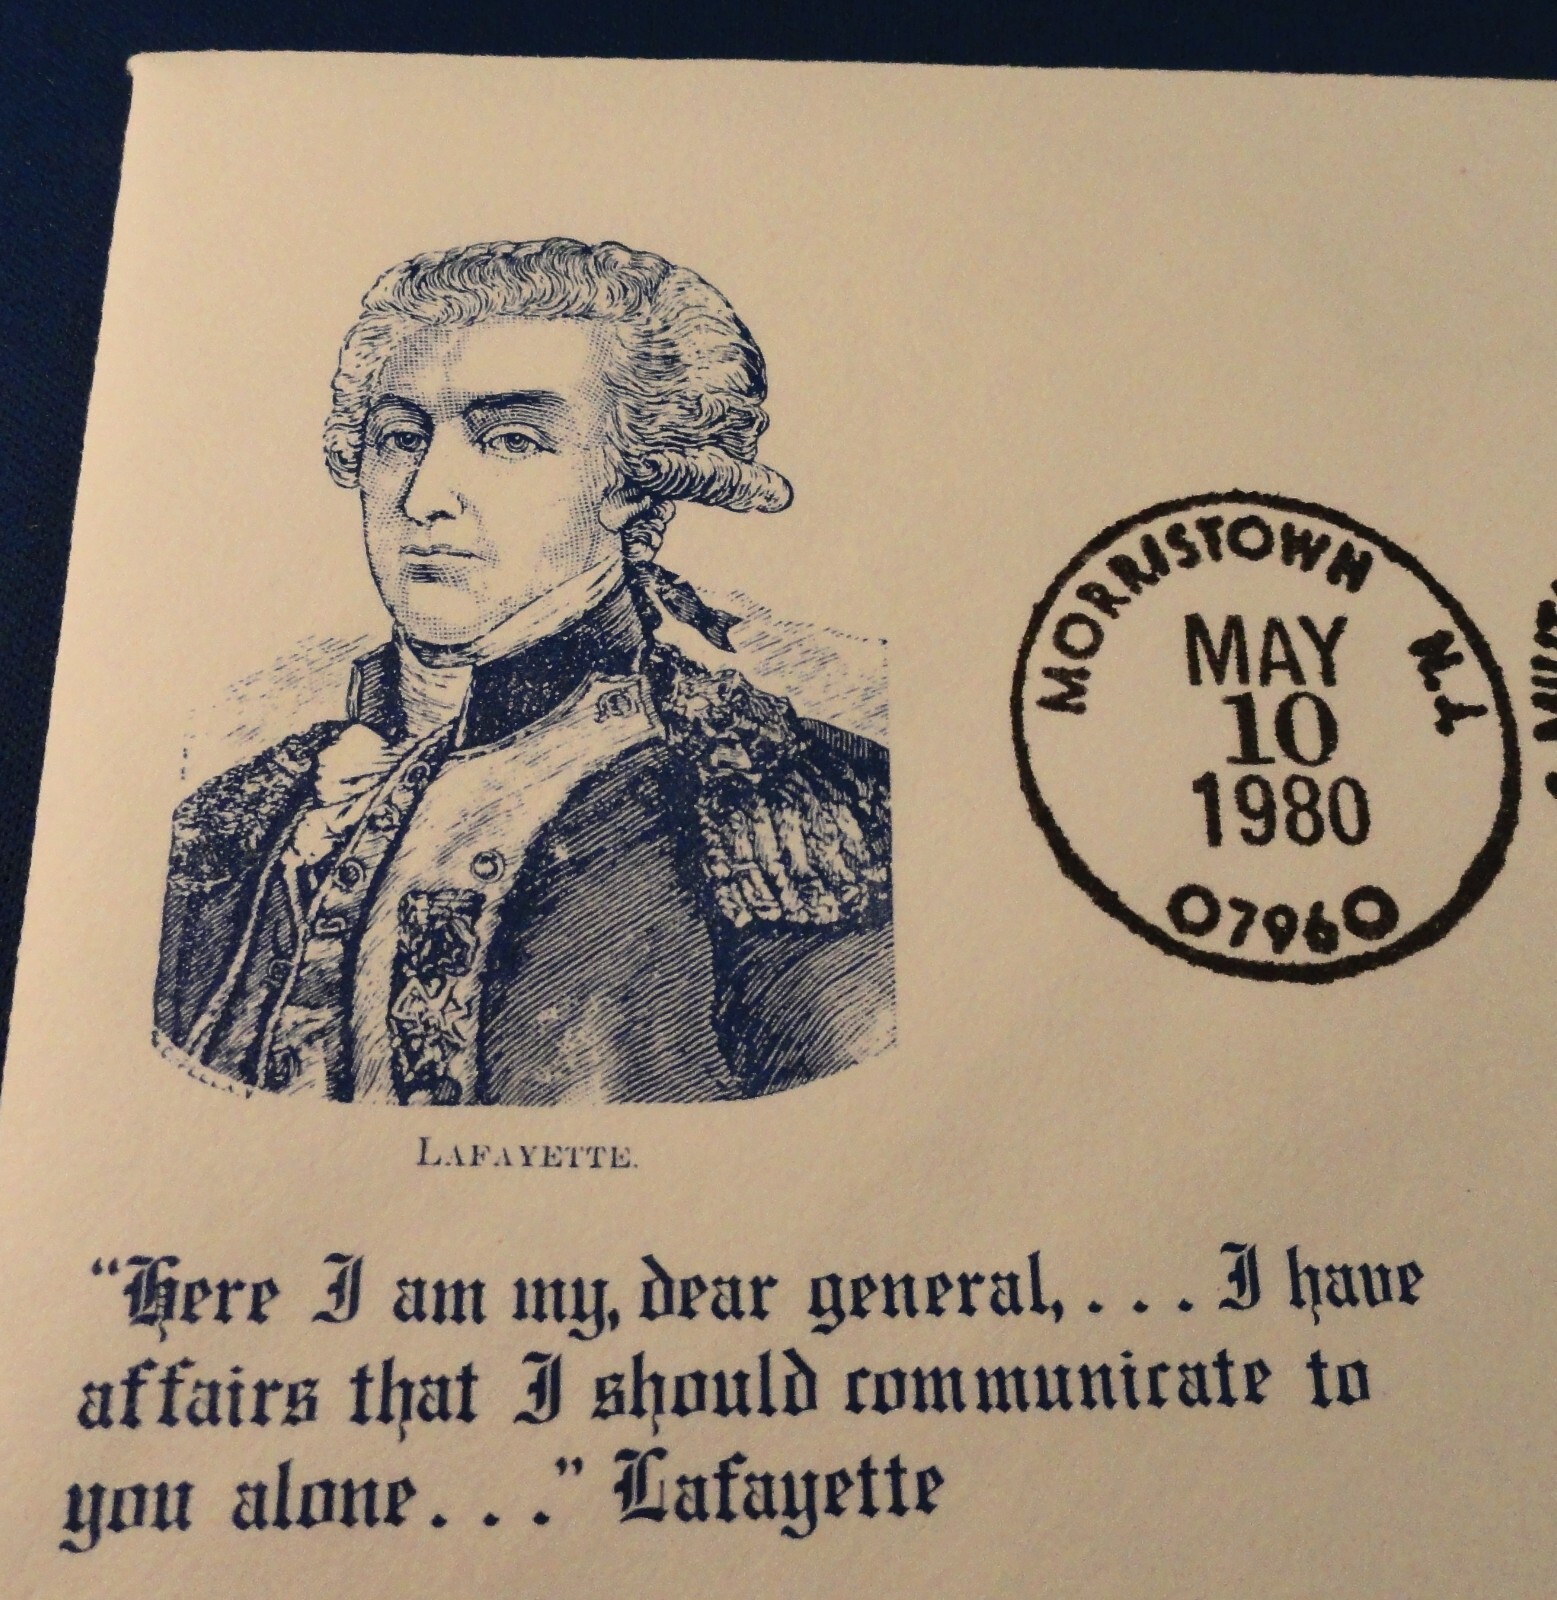 MORRISTOWN N.J.
MAY
10
1980
07960
LAFAYETTE.
“Here I am my, dear general, . . . I have
affairs that I should communicate to
you alone. . .” Lafayette